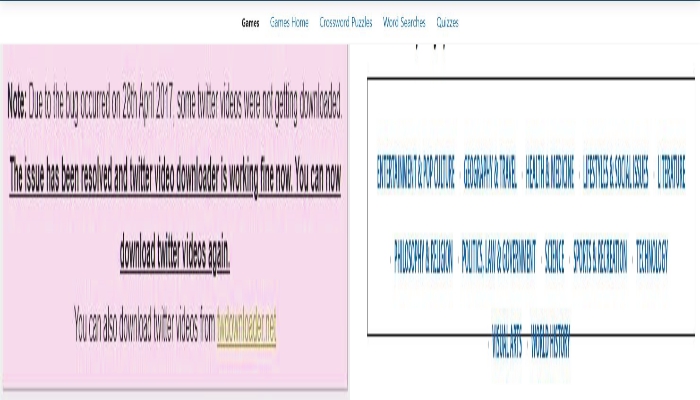 Games Games Home Crossword Puzzles Word Searches Quizzes
Note: Due to the bug occurred on 28th April 2017, some twitter videos were not getting downloaded.
The issue has been resolved and twitter video downloader is working fine now. You can now
download twitter videos again.
You can also download twitter videos from twdownloader.net
ENTERTAINMENT & POP CULTURE · GEOGRAPHY & TRAVEL · HEALTH & MEDICINE · LIFESTYLES & SOCIAL ISSUES · LITERATURE
· PHILOSOPHY & RELIGION · POLITICS, LAW & GOVERNMENT · SCIENCE · SPORTS & RECREATION · TECHNOLOGY
· VISUAL ARTS · WORLD HISTORY